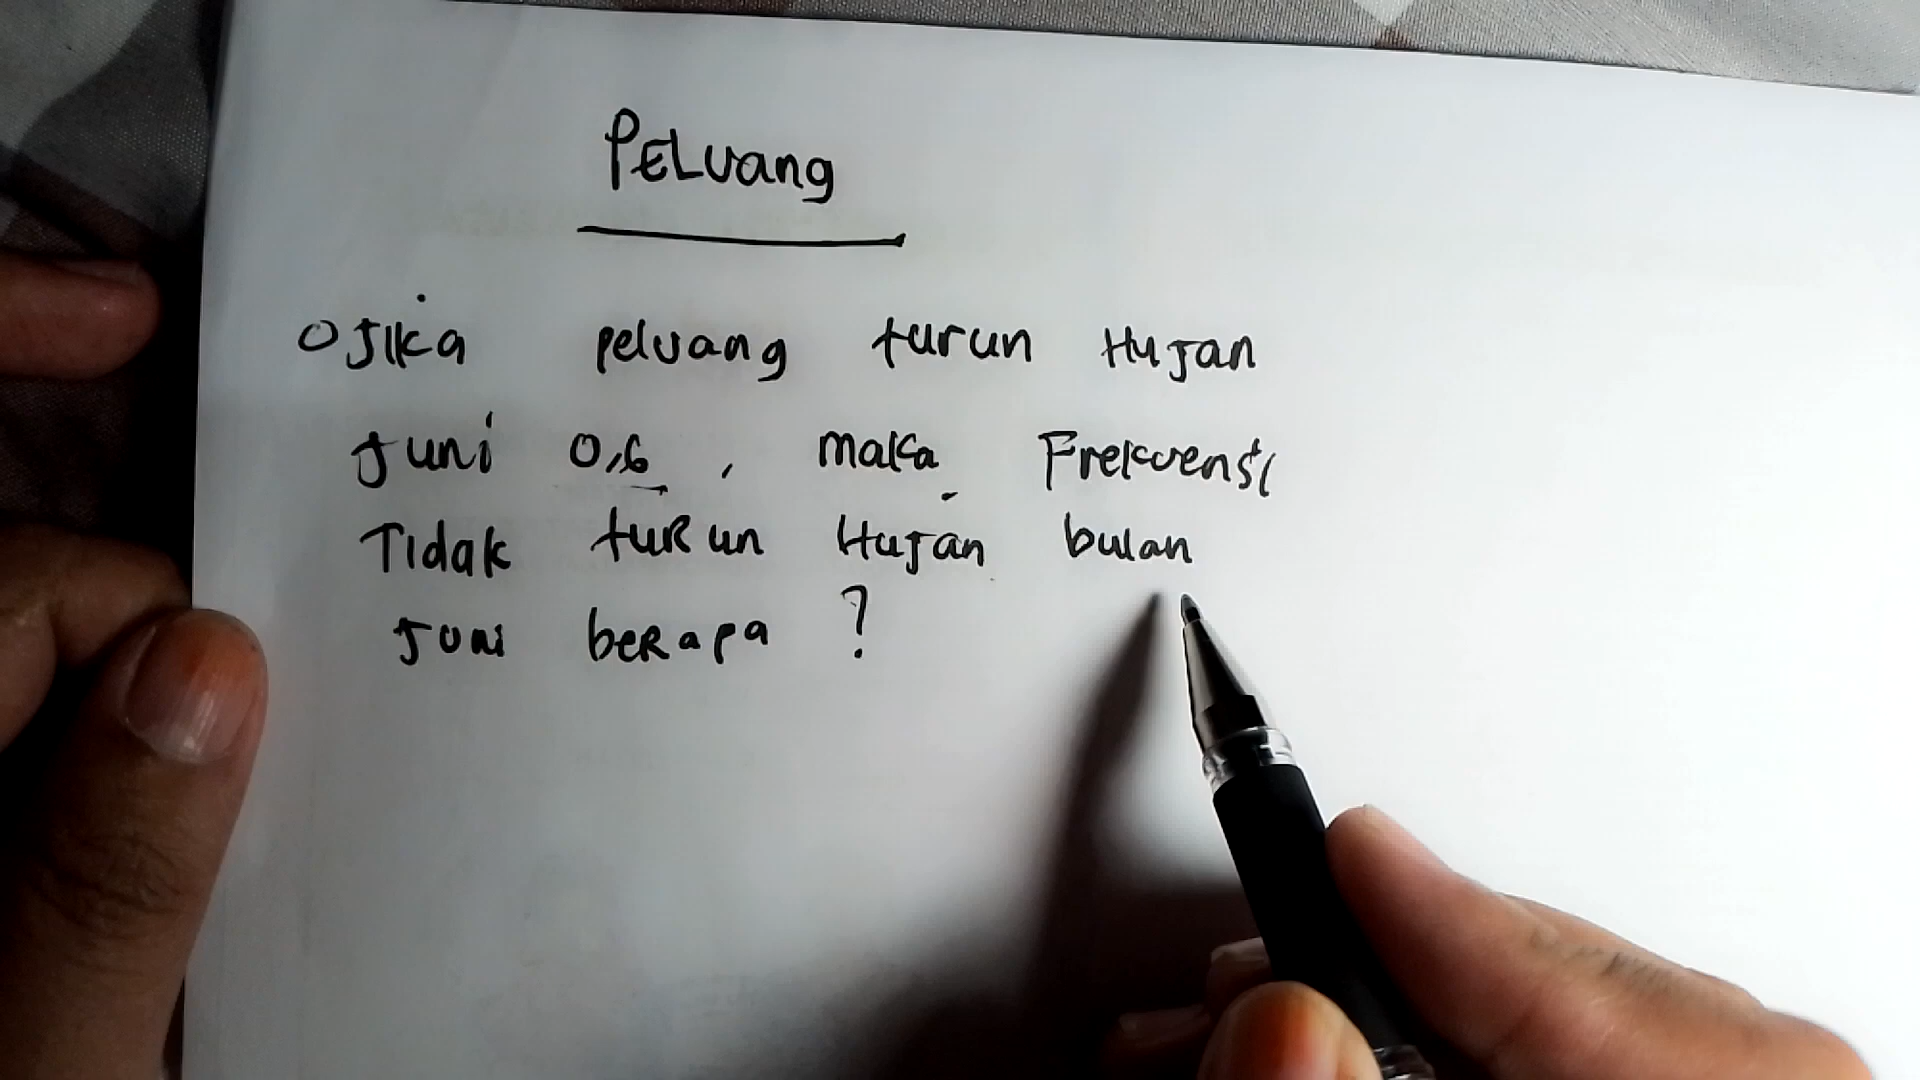 PELuang
O Jika peluang turun Hujan
Juni 0,6, maka Frekuensi
Tidak tuRun Hujan bulan
Juni beRapa ?